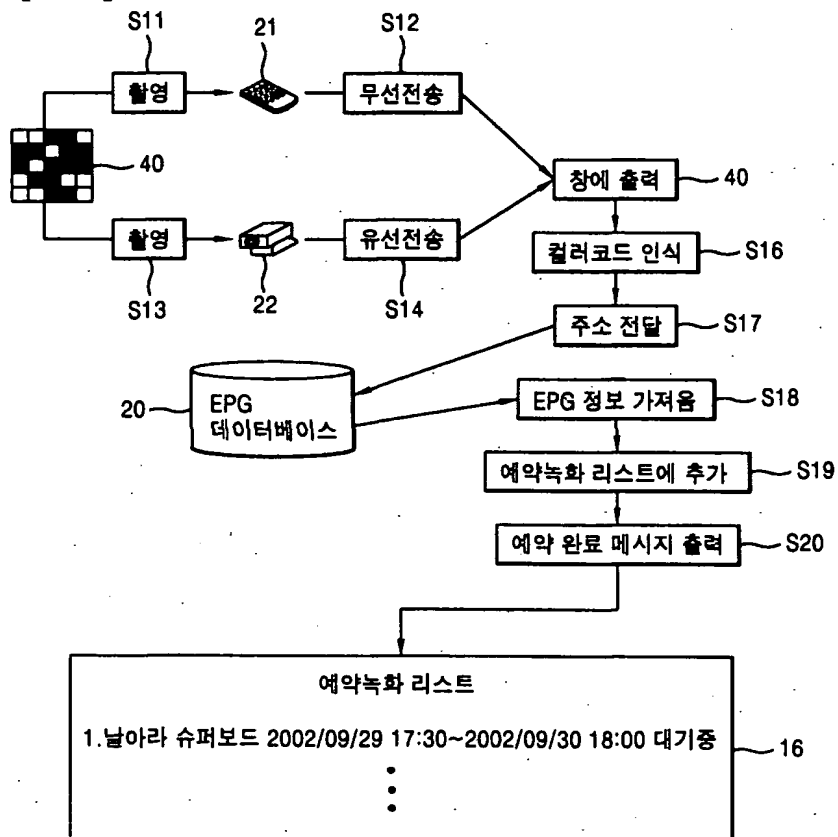 S11
21
S12
촬영
무선전송
40
창에 출력
40
촬영
유선전송
컬러코드 인식
S16
S13
22
S14
주소 전달
S17
20
EPG
데이터베이스
EPG 정보 가져옴
S18
예약녹화 리스트에 추가
S19
예약 완료 메시지 출력
S20
예약녹화 리스트
1.날아라 슈퍼보드 2002/09/29 17:30~2002/09/30 18:00 대기중
16